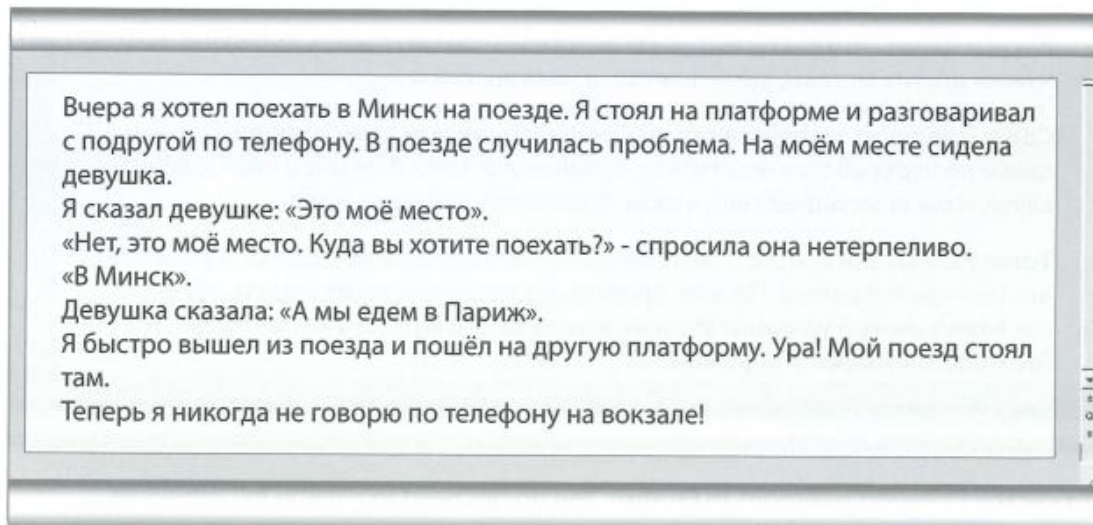 Вчера я хотел поехать в Минск на поезде. Я стоял на платформе и разговаривал
с подругой по телефону. В поезде случилась проблема. На моём месте сидела
девушка.
Я сказал девушке: «Это моё место».
«Нет, это моё место. Куда вы хотите поехать?» - спросила она нетерпеливо.
«В Минск».
Девушка сказала: «А мы едем в Париж».
Я быстро вышел из поезда и пошёл на другую платформу. Ура! Мой поезд стоял
там.
Теперь я никогда не говорю по телефону на вокзале!